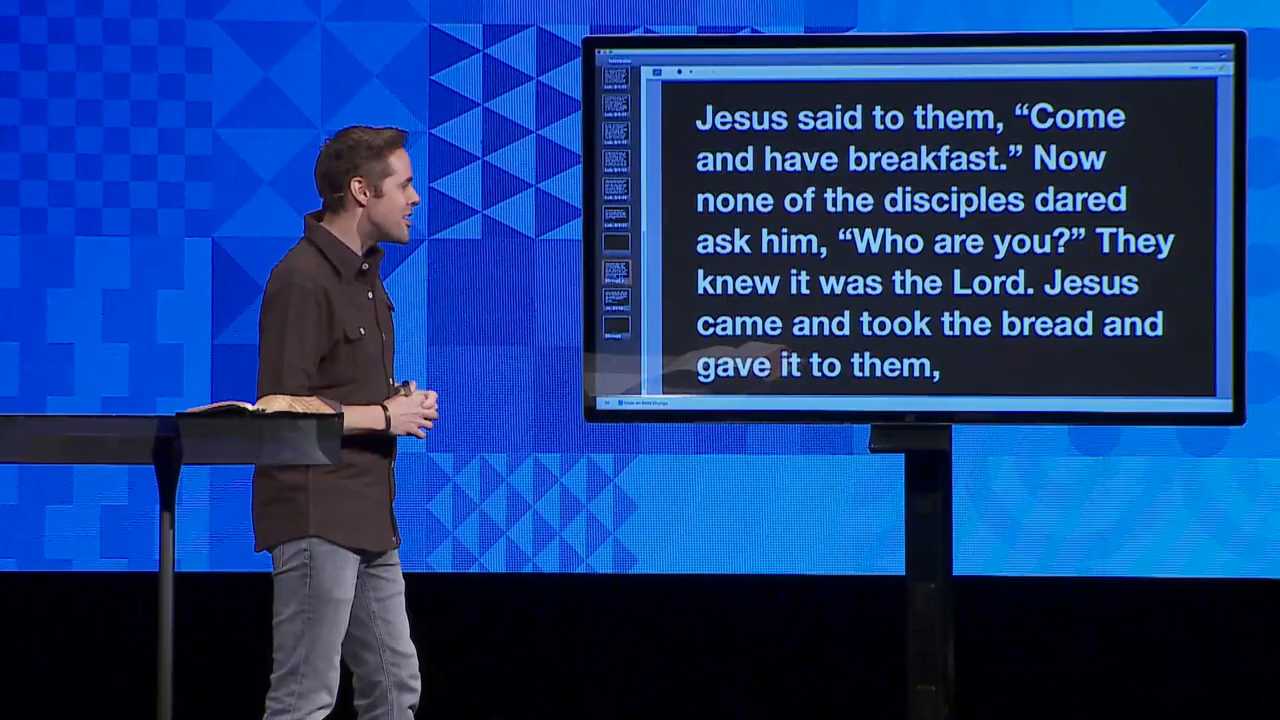 Jesus said to them, “Come
and have breakfast.” Now
none of the disciples dared
ask him, “Who are you?” They
knew it was the Lord. Jesus
came and took the bread and
gave it to them,